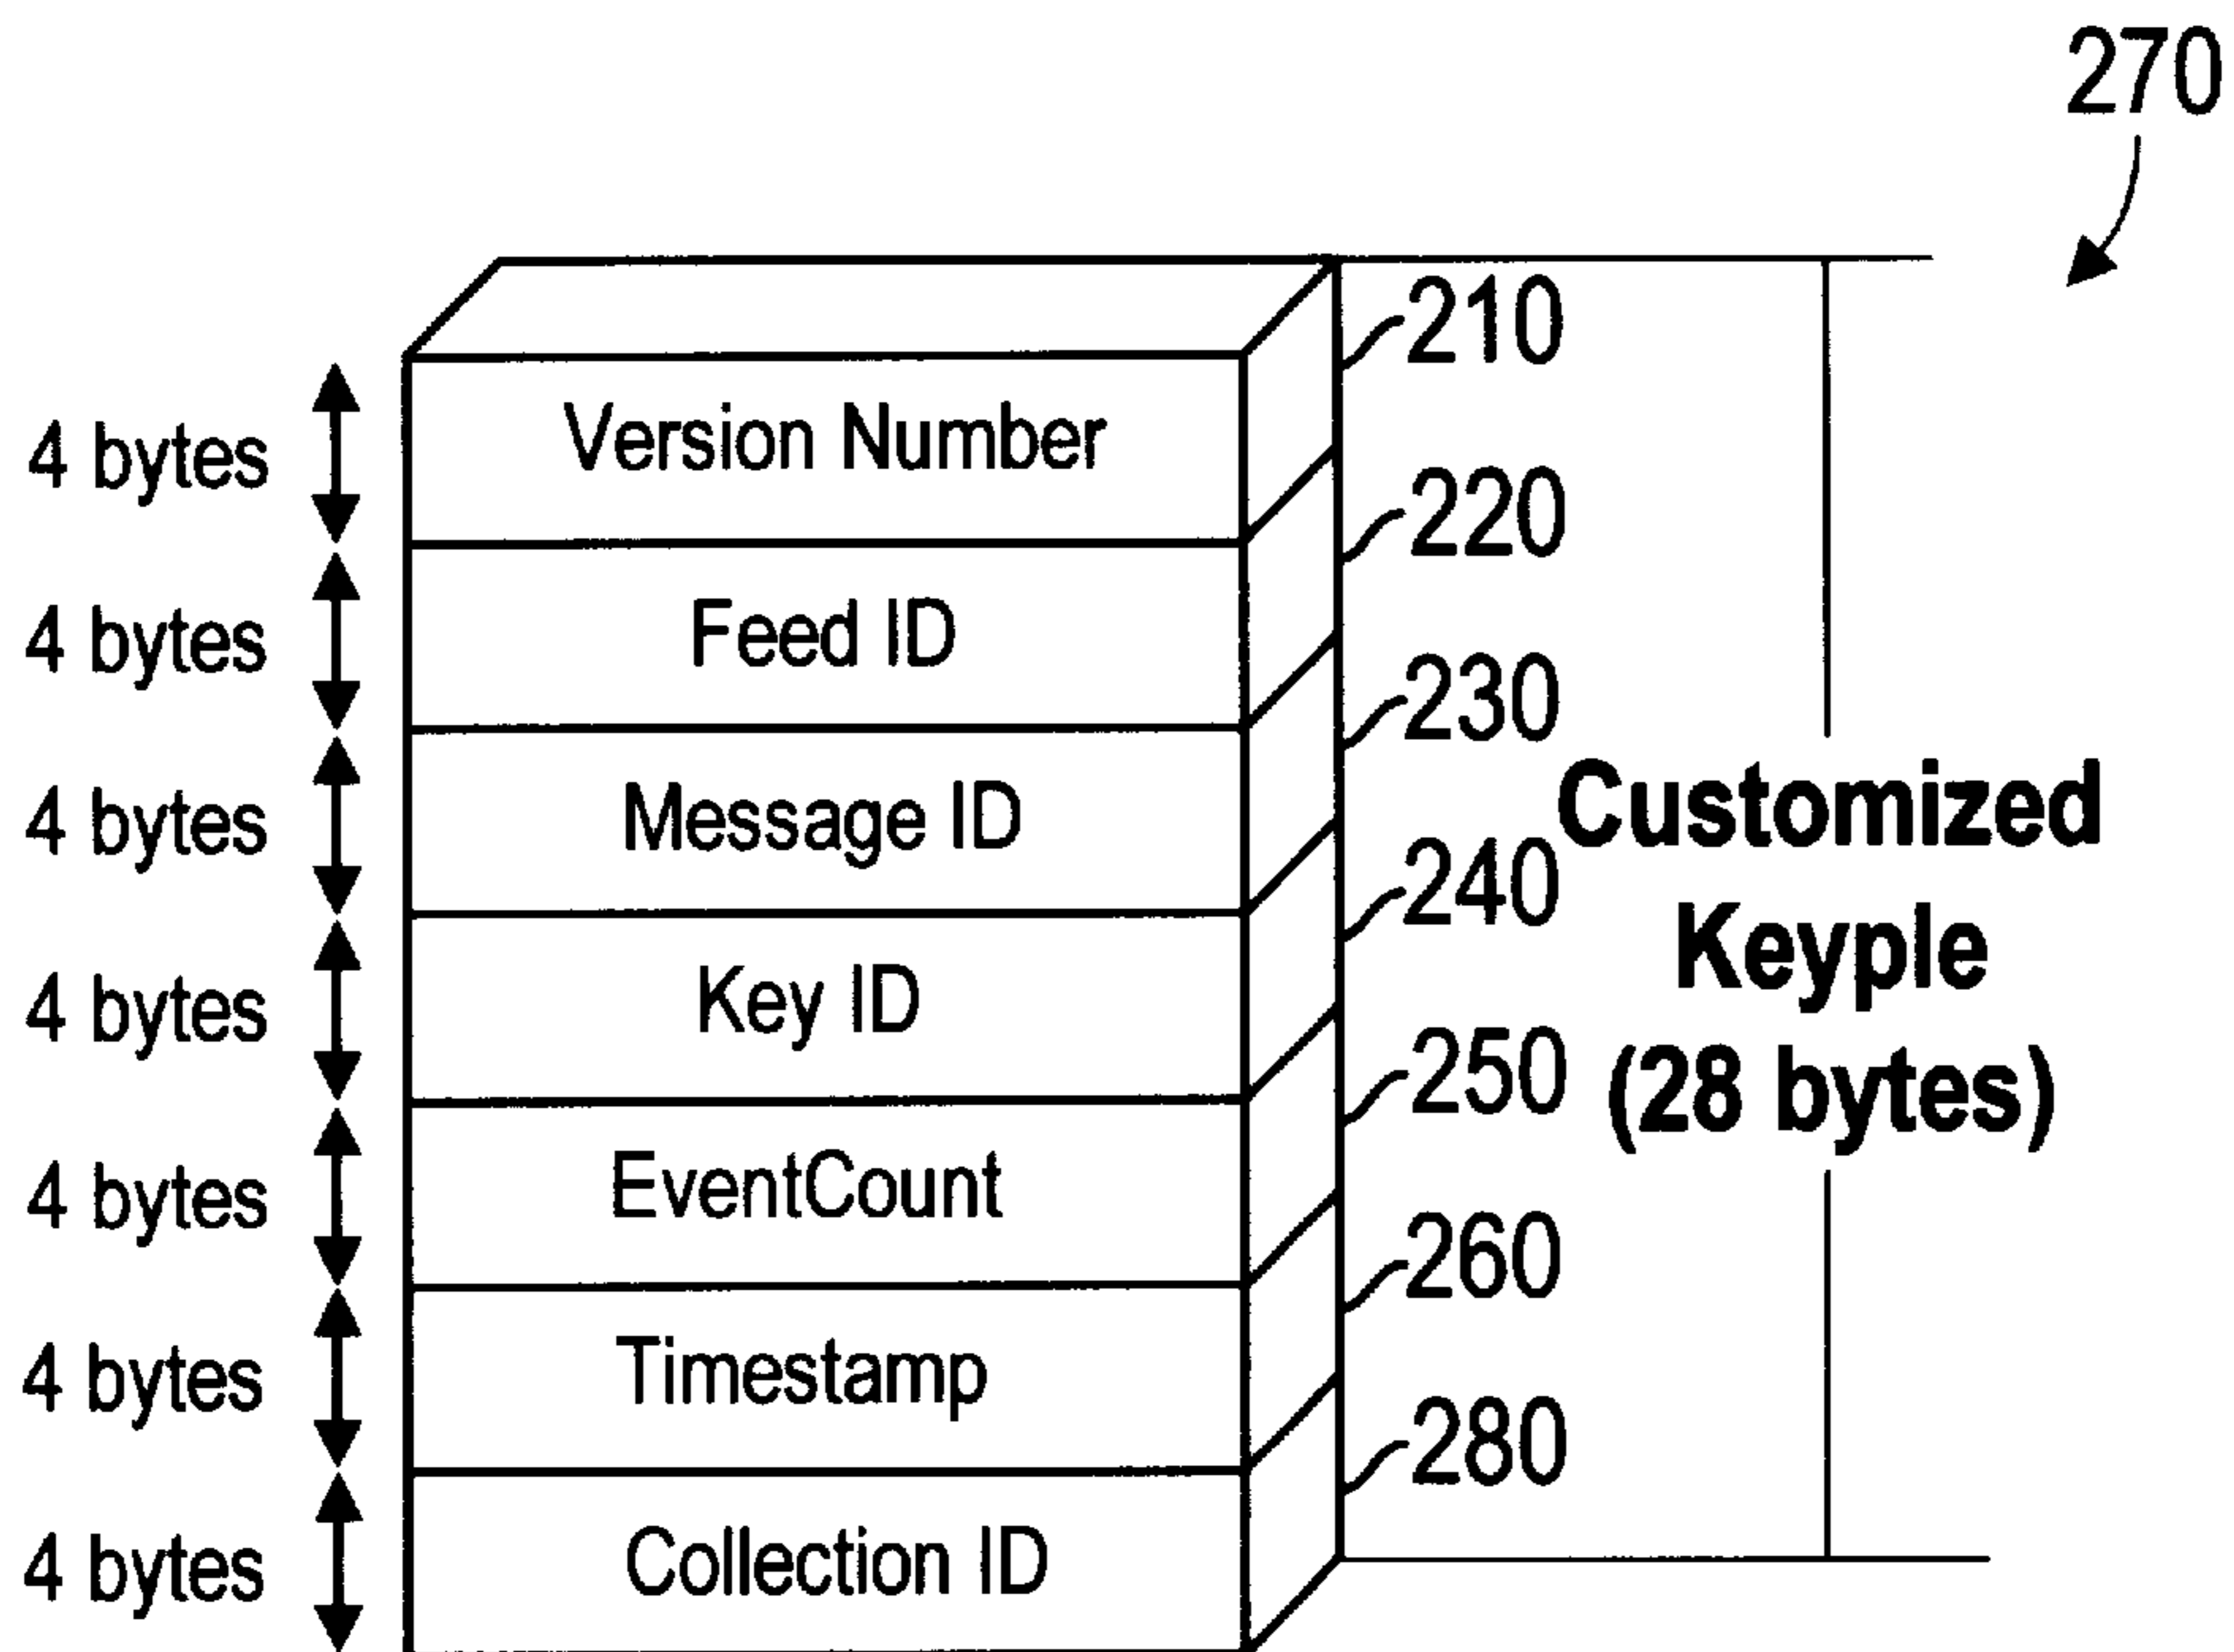 270
210
4 bytes Version Number
220
4 bytes Feed ID
230
4 bytes Message ID
Customized
240
Keyple
4 bytes Key ID
250
(28 bytes)
4 bytes EventCount
260
4 bytes Timestamp
280
4 bytes Collection ID